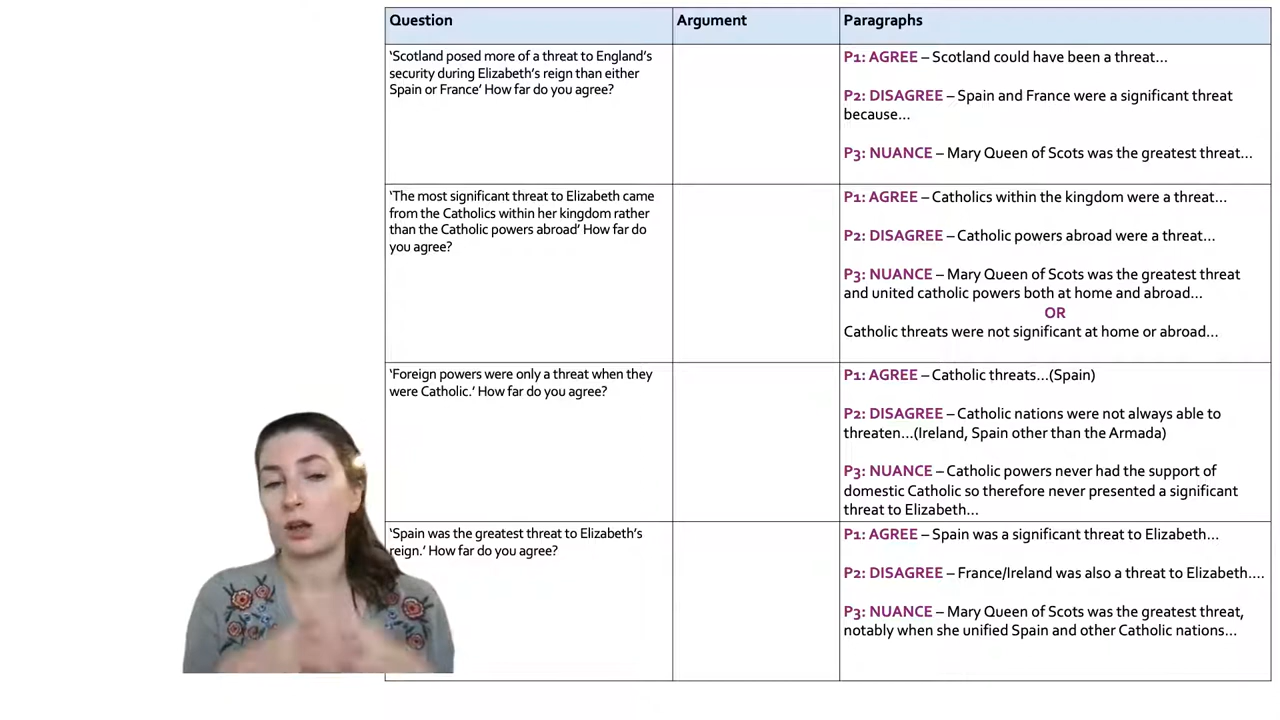 Question
Argument
Paragraphs
‘Scotland posed more of a threat to England’s
security during Elizabeth’s reign than either
Spain or France’ How far do you agree?
P1: AGREE – Scotland could have been a threat…
P2: DISAGREE – Spain and France were a significant threat
because…
P3: NUANCE – Mary Queen of Scots was the greatest threat…
‘The most significant threat to Elizabeth came
from the Catholics within her kingdom rather
than the Catholic powers abroad’ How far do
you agree?
P1: AGREE – Catholics within the kingdom were a threat…
P2: DISAGREE – Catholic powers abroad were a threat…
P3: NUANCE – Mary Queen of Scots was the greatest threat
and united catholic powers both at home and abroad…
OR
Catholic threats were not significant at home or abroad…
‘Foreign powers were only a threat when they
were Catholic.’ How far do you agree?
P1: AGREE – Catholic threats…(Spain)
P2: DISAGREE – Catholic nations were not always able to
threaten…(Ireland, Spain other than the Armada)
P3: NUANCE – Catholic powers never had the support of
domestic Catholic so therefore never presented a significant
threat to Elizabeth…
‘Spain was the greatest threat to Elizabeth’s
reign.’ How far do you agree?
P1: AGREE – Spain was a significant threat to Elizabeth…
P2: DISAGREE – France/Ireland was also a threat to Elizabeth….
P3: NUANCE – Mary Queen of Scots was the greatest threat,
notably when she unified Spain and other Catholic nations…